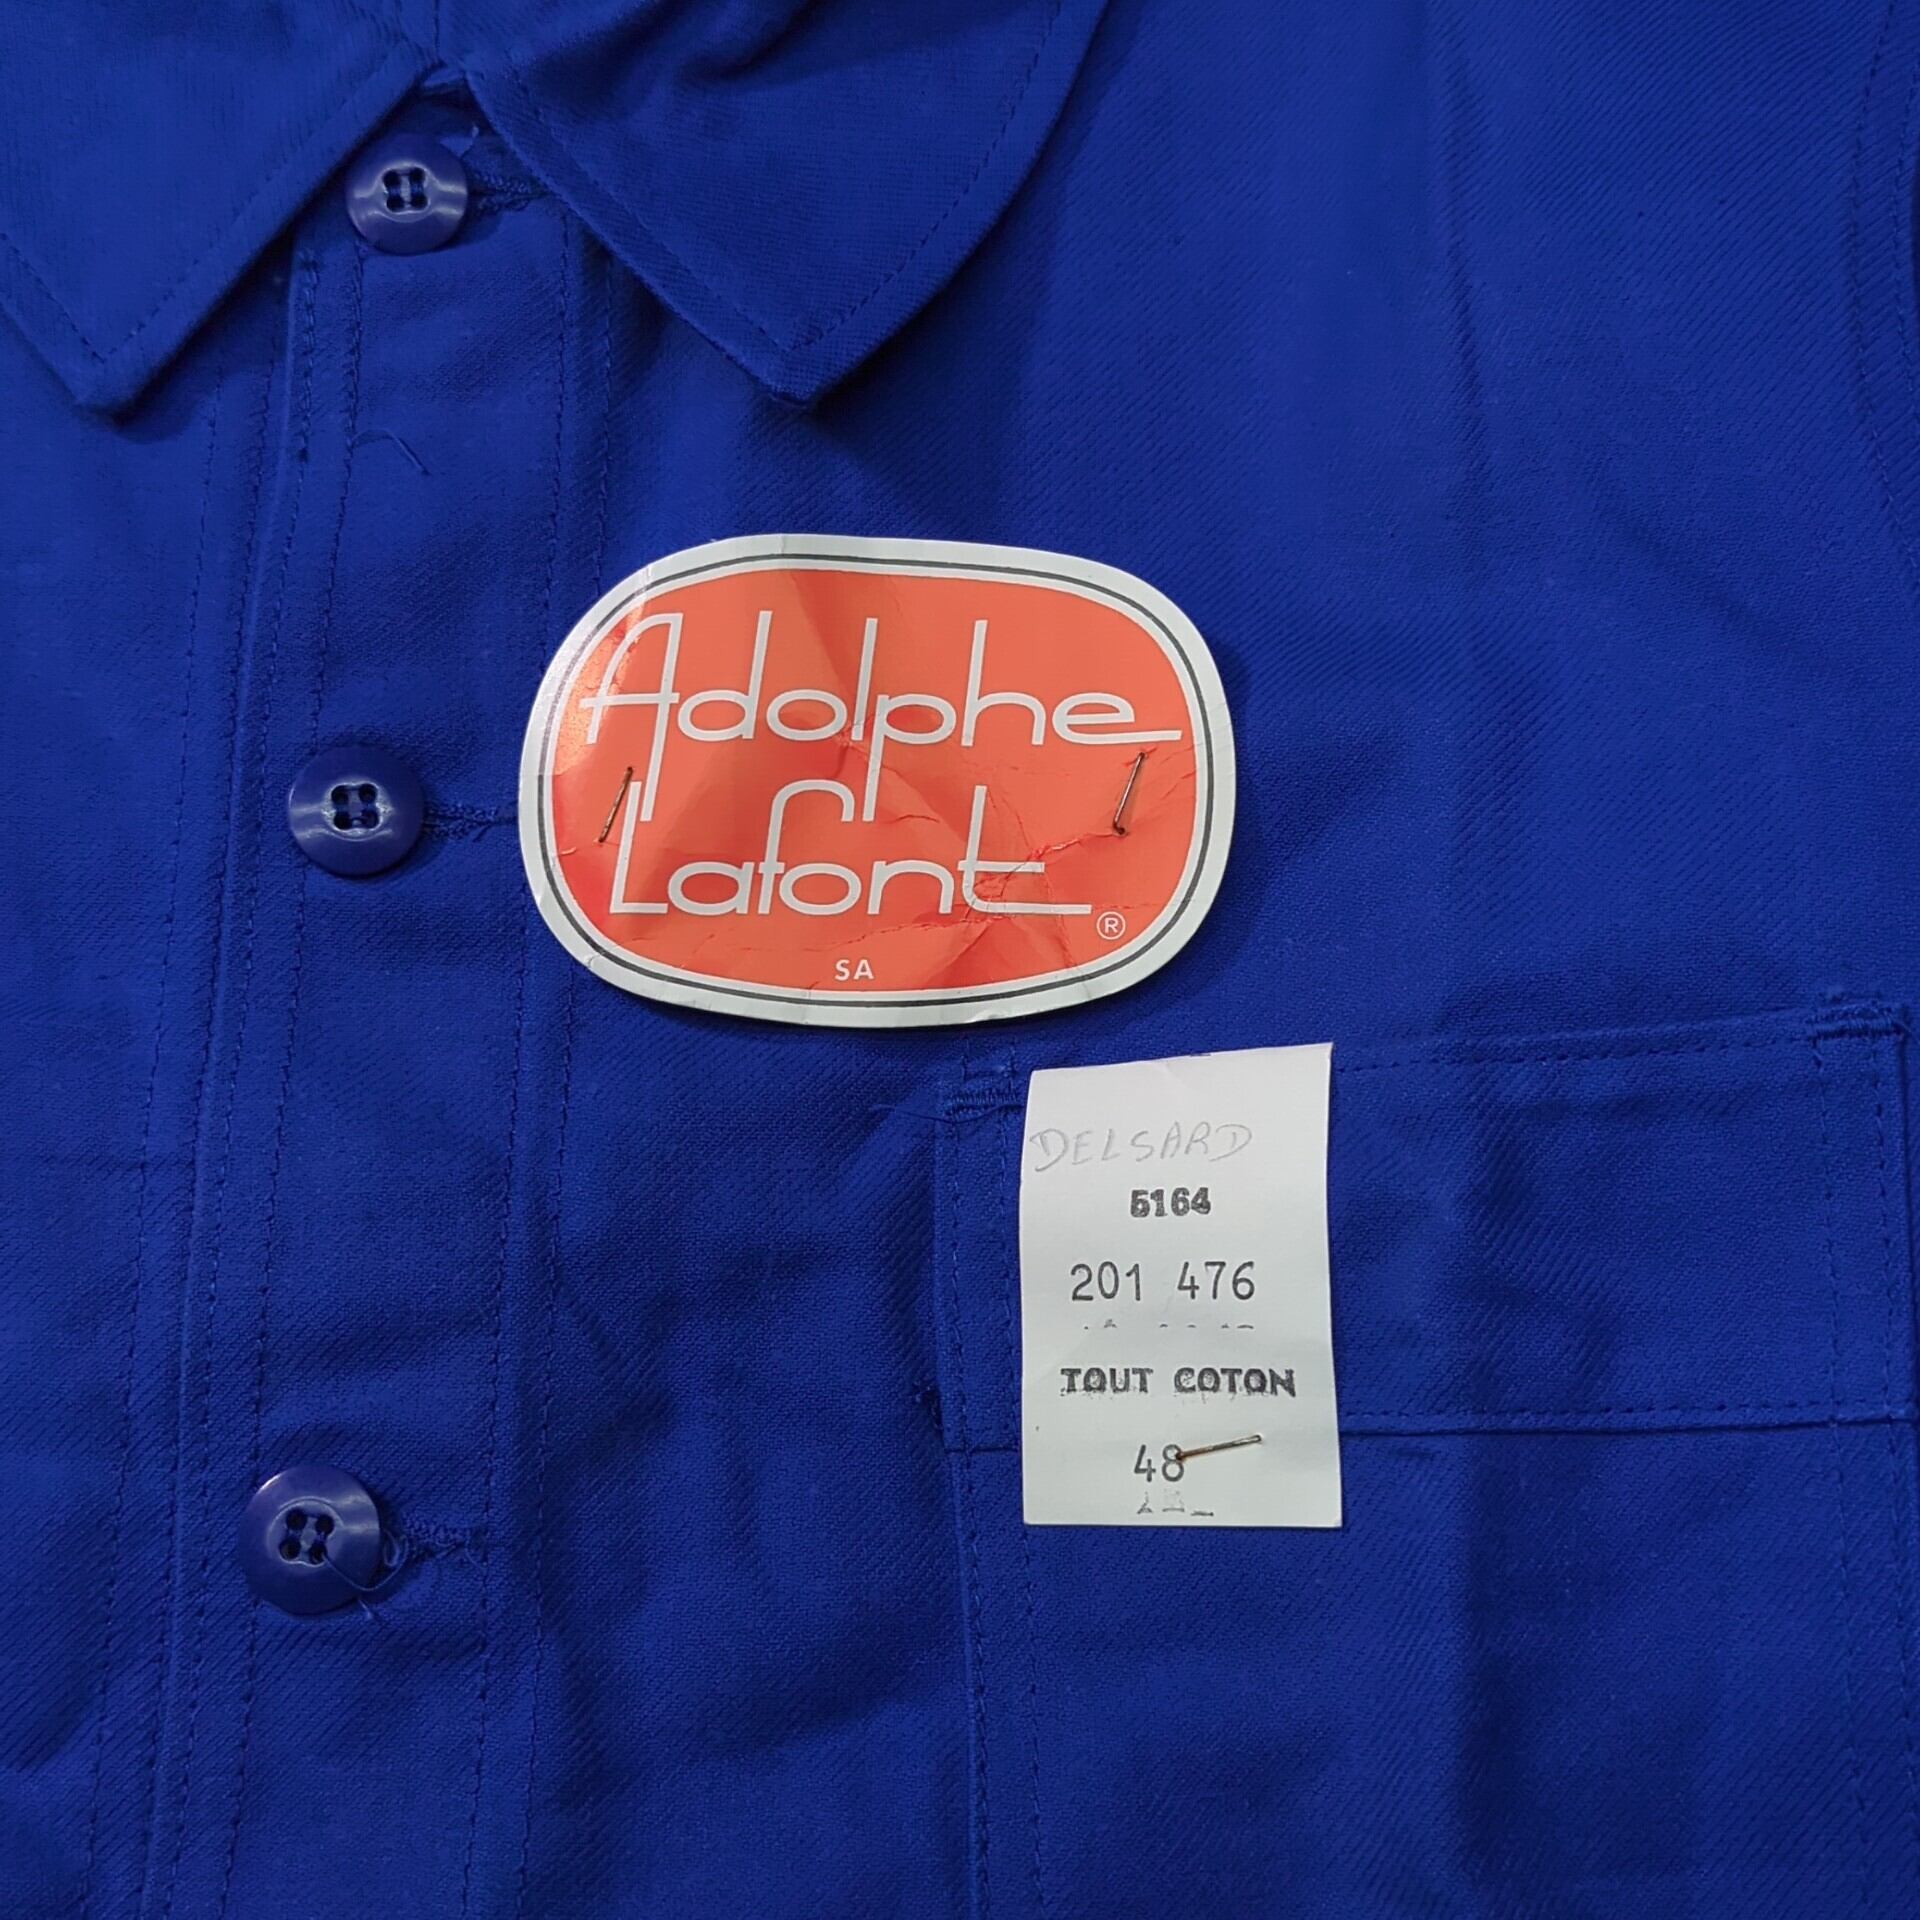 Adolphe
Lafont
®
SA
DELSARD
5164
201 476
TOUT COTON
48